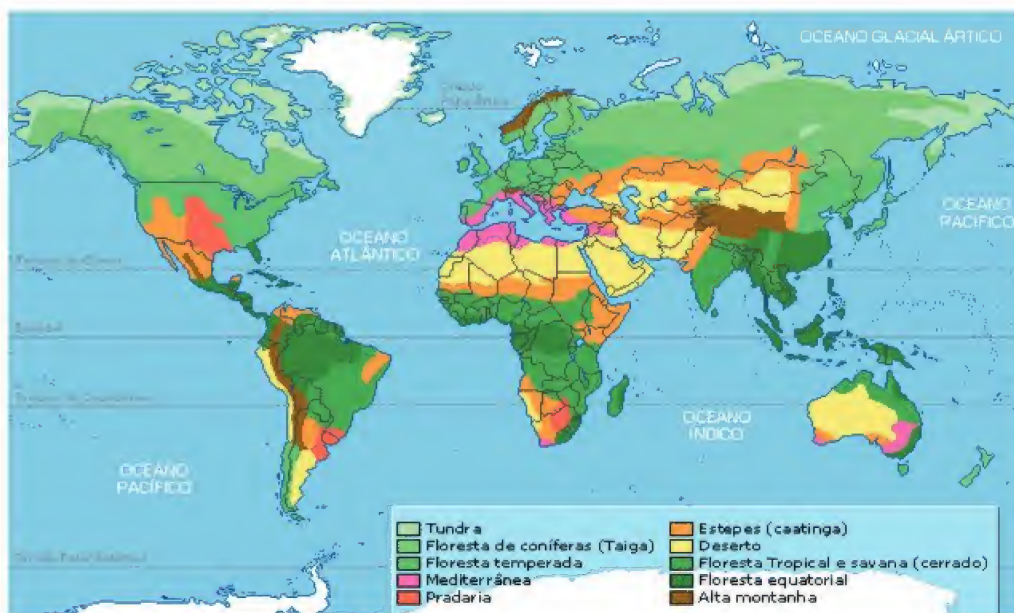 OCEANO GLACIAL ÁRTICO
OCEANO
PACÍFICO
OCEANO
ATLÂNTICO
Equador
OCEANO
ÍNDICO
OCEANO
PACÍFICO
Tundra
Floresta de coníferas (Taiga)
Floresta temperada
Mediterrânea
Pradaria
Estepes (caatinga)
Deserto
Floresta Tropical e savana (cerrado)
Floresta equatorial
Alta montanha